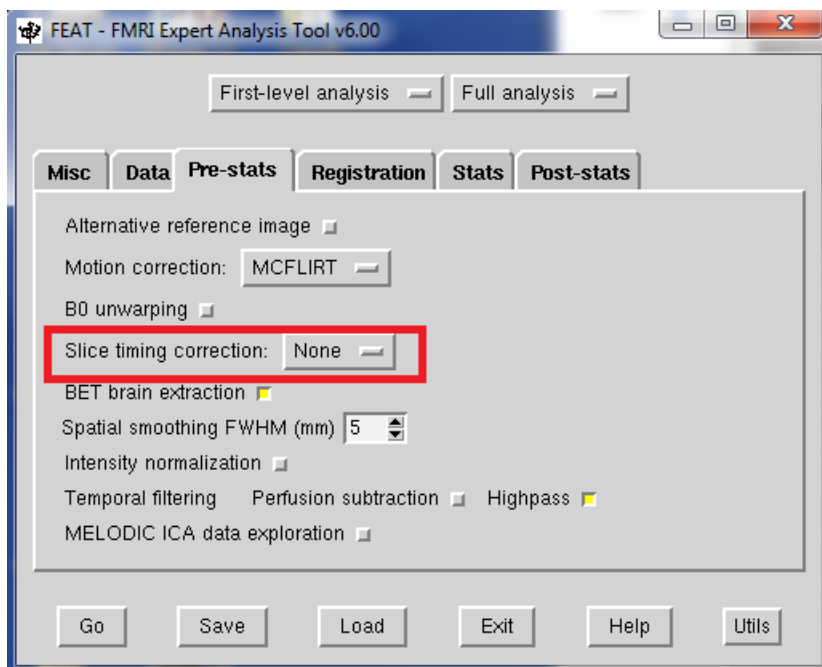 FEAT - FMRI Expert Analysis Tool v6.00
First-level analysis Full analysis
Misc Data Pre-stats Registration Stats Post-stats
Alternative reference image
Motion correction: MCFLIRT
B0 unwarping
Slice timing correction: None
BET brain extraction
Spatial smoothing FWHM (mm) 5
Intensity normalization
Temporal filtering Perfusion subtraction Highpass
MELODIC ICA data exploration
Go Save Load Exit Help Utils